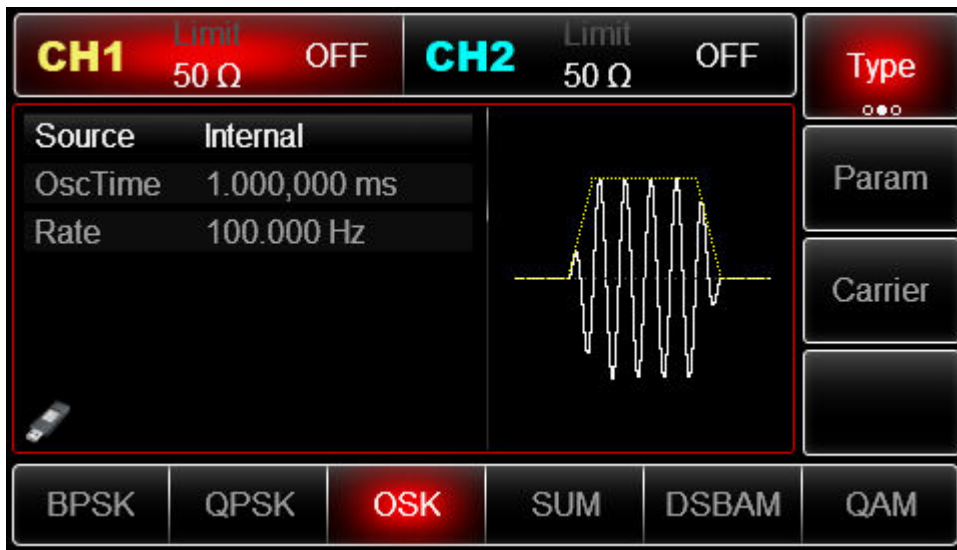 CH1 Limit 50 Ω OFF CH2 Limit 50 Ω OFF Type
Source Internal
OscTime 1.000,000 ms
Param
Rate 100.000 Hz
Carrier
BPSK QPSK OSK SUM DSBAM QAM